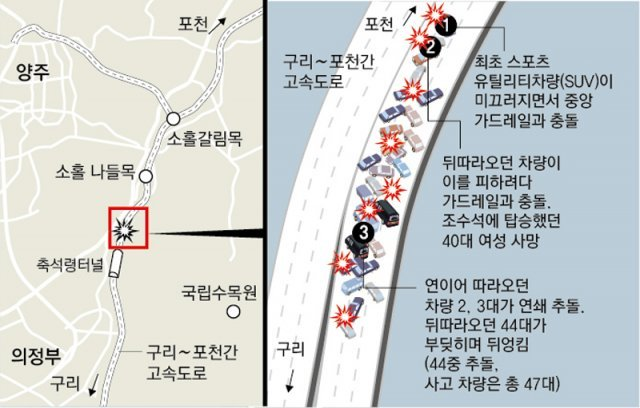 포천
양주
소홀갈림목
소홀 나들목
축석령터널
국립수목원
의정부
구리~포천간
고속도로
구리
포천
구리~포천간
고속도로
1
2
3
최초 스포츠
유틸리티차량(SUV)이
미끄러지면서 중앙
가드레일과 충돌
뒤따라오던 차량이
이를 피하려다
가드레일과 충돌.
조수석에 탑승했던
40대 여성 사망
연이어 따라오던
차량 2, 3대가 연쇄 추돌.
뒤따라오던 44대가
부딪히며 뒤엉킴
(44중 추돌,
사고 차량은 총 47대)
구리